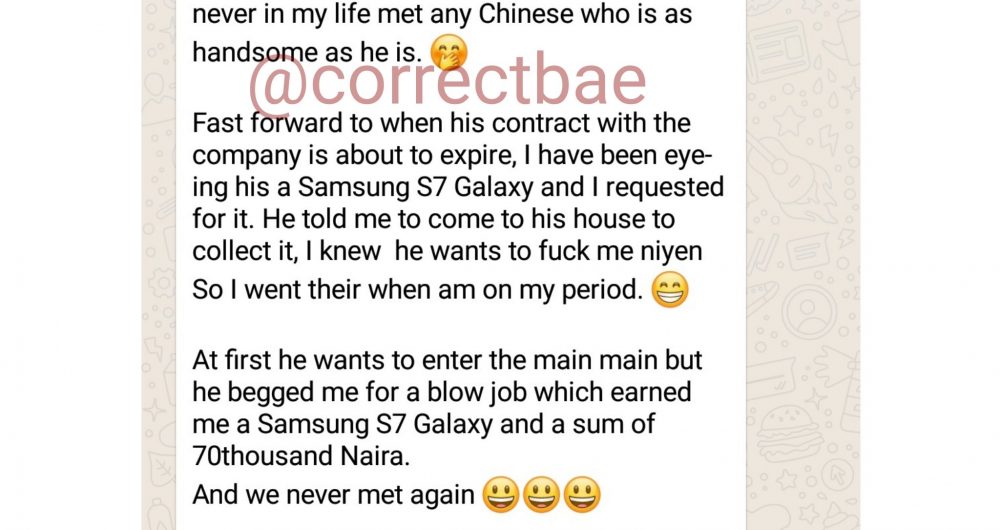 never in my life met any Chinese who is as
handsome as he is. 🤭
@correctbae
Fast forward to when his contract with the
company is about to expire, I have been eye-
ing his a Samsung S7 Galaxy and I requested
for it. He told me to come to his house to
collect it, I knew he wants to fuck me niyen
So I went their when am on my period. 😁
At first he wants to enter the main main but
he begged me for a blow job which earned
me a Samsung S7 Galaxy and a sum of
70thousand Naira.
And we never met again 😃😃😃